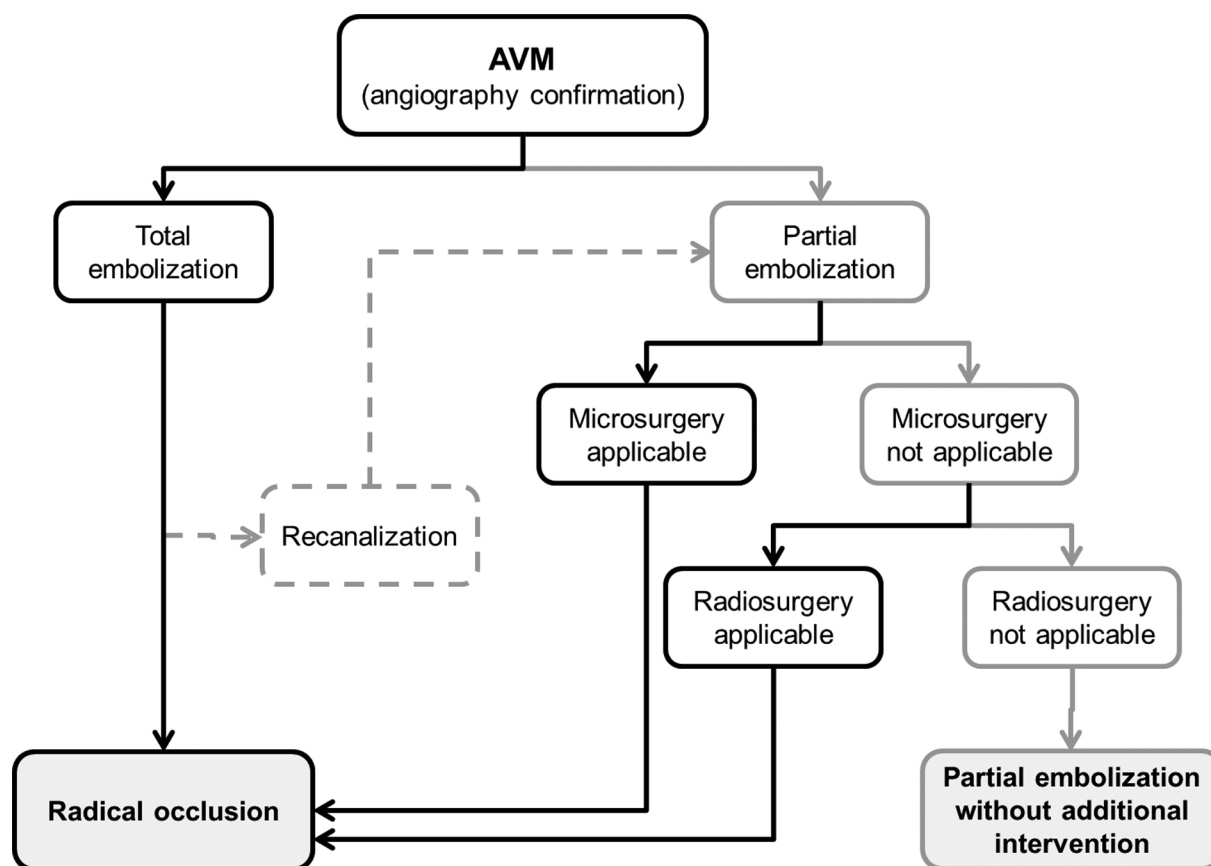 AVM
(angiography confirmation)
Total
embolization
Partial
embolization
Microsurgery
applicable
Microsurgery
not applicable
Recanalization
Radiosurgery
applicable
Radiosurgery
not applicable
Radical occlusion
Partial embolization
without additional
intervention